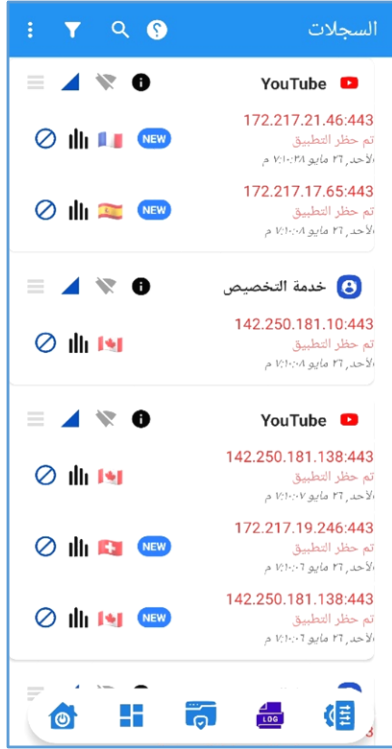 السجلات
YouTube
172.217.21.46:443
NEW
تم حظر التطبيق
الأحد, ٢٦ مايو ٧:١٠:٢٨ م
172.217.17.65:443
NEW
تم حظر التطبيق
الأحد, ٢٦ مايو ٧:١٠:٠٨ م
خدمة التخصيص
142.250.181.10:443
تم حظر التطبيق
الأحد, ٢٦ مايو ٧:١٠:٠٨ م
YouTube
142.250.181.138:443
تم حظر التطبيق
الأحد, ٢٦ مايو ٧:١٠:٠٧ م
172.217.19.246:443
NEW
تم حظر التطبيق
الأحد, ٢٦ مايو ٧:١٠:٠٦ م
142.250.181.138:443
NEW
تم حظر التطبيق
الأحد, ٢٦ مايو ٧:١٠:٠٦ م
LOG